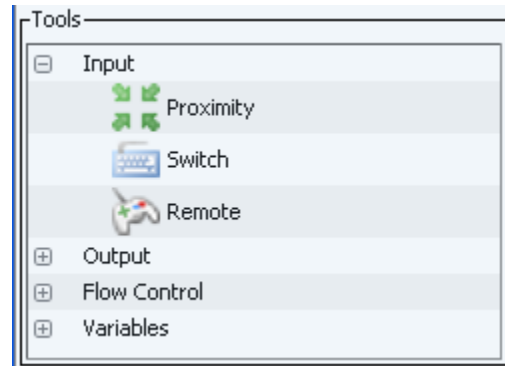 Tools
Input
Proximity
Switch
Remote
Output
Flow Control
Variables